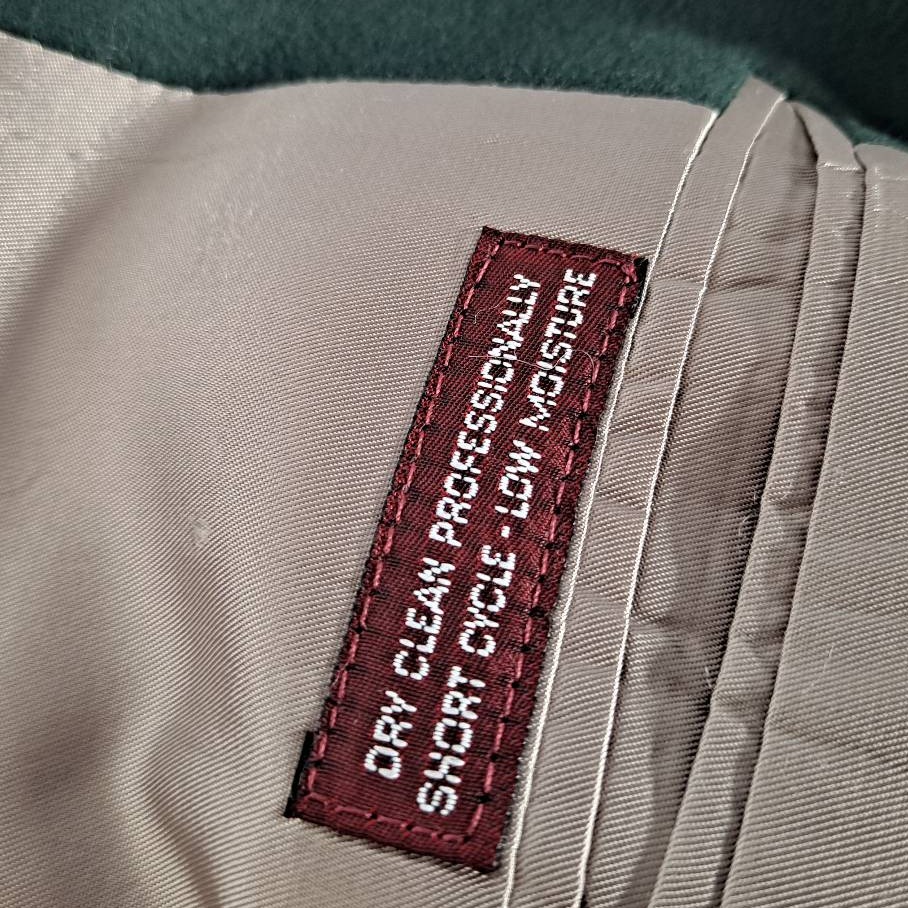 DRY CLEAN PROFESSIONALLY
SHORT CYCLE - LOW MOISTURE